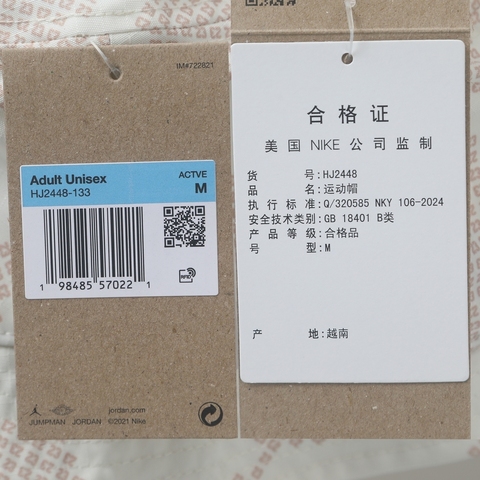 IM#722821
Adult Unisex
HJ2448-133
ACTVE
M
1 98485 57022 1
RFID
jordan.com
JUMPMAN JORDAN ©2021 Nike
合格证
美国 NIKE 公司监制
货号:HJ2448
品名:运动帽
执行标准:Q/320585 NKY 106-2024
安全技术类别:GB 18401 B类
产品等级:合格品
号型:M
产地:越南